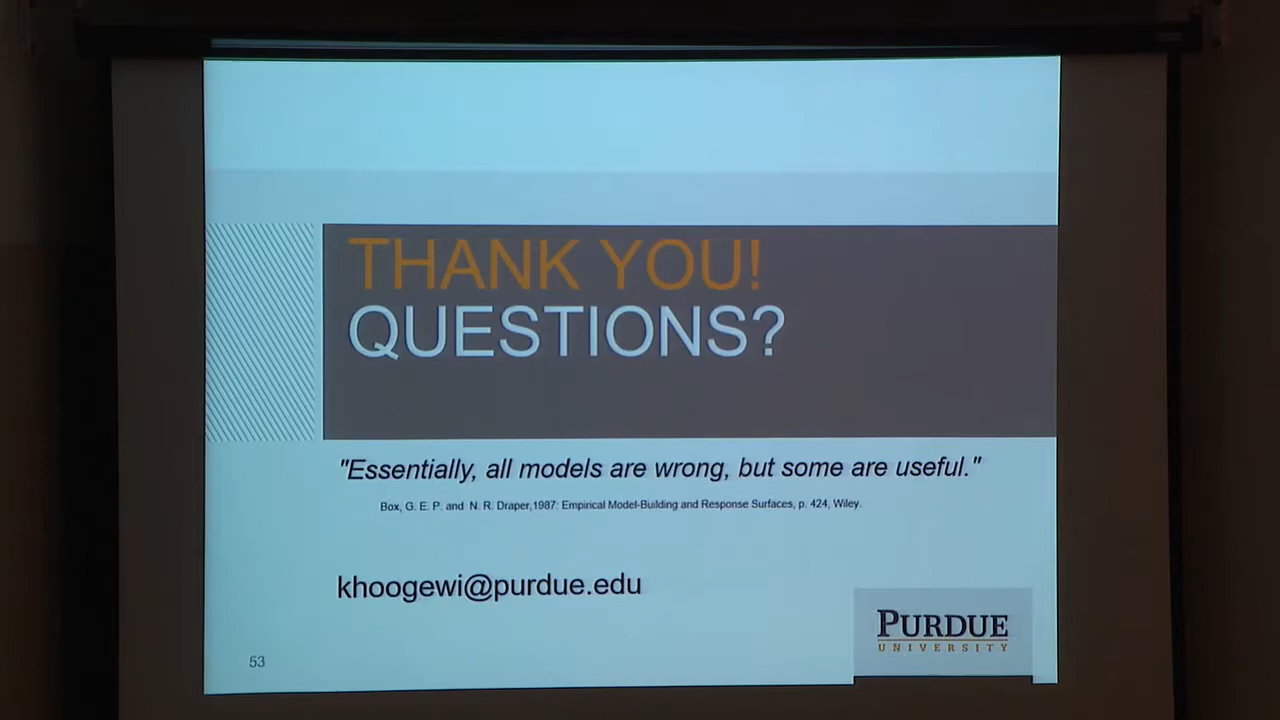 THANK YOU!
QUESTIONS?
"Essentially, all models are wrong, but some are useful."
Box, G. E. P. and N. R. Draper,1987: Empirical Model-Building and Response Surfaces, p. 424, Wiley.
khoogewi@purdue.edu
PURDUE
UNIVERSITY
53